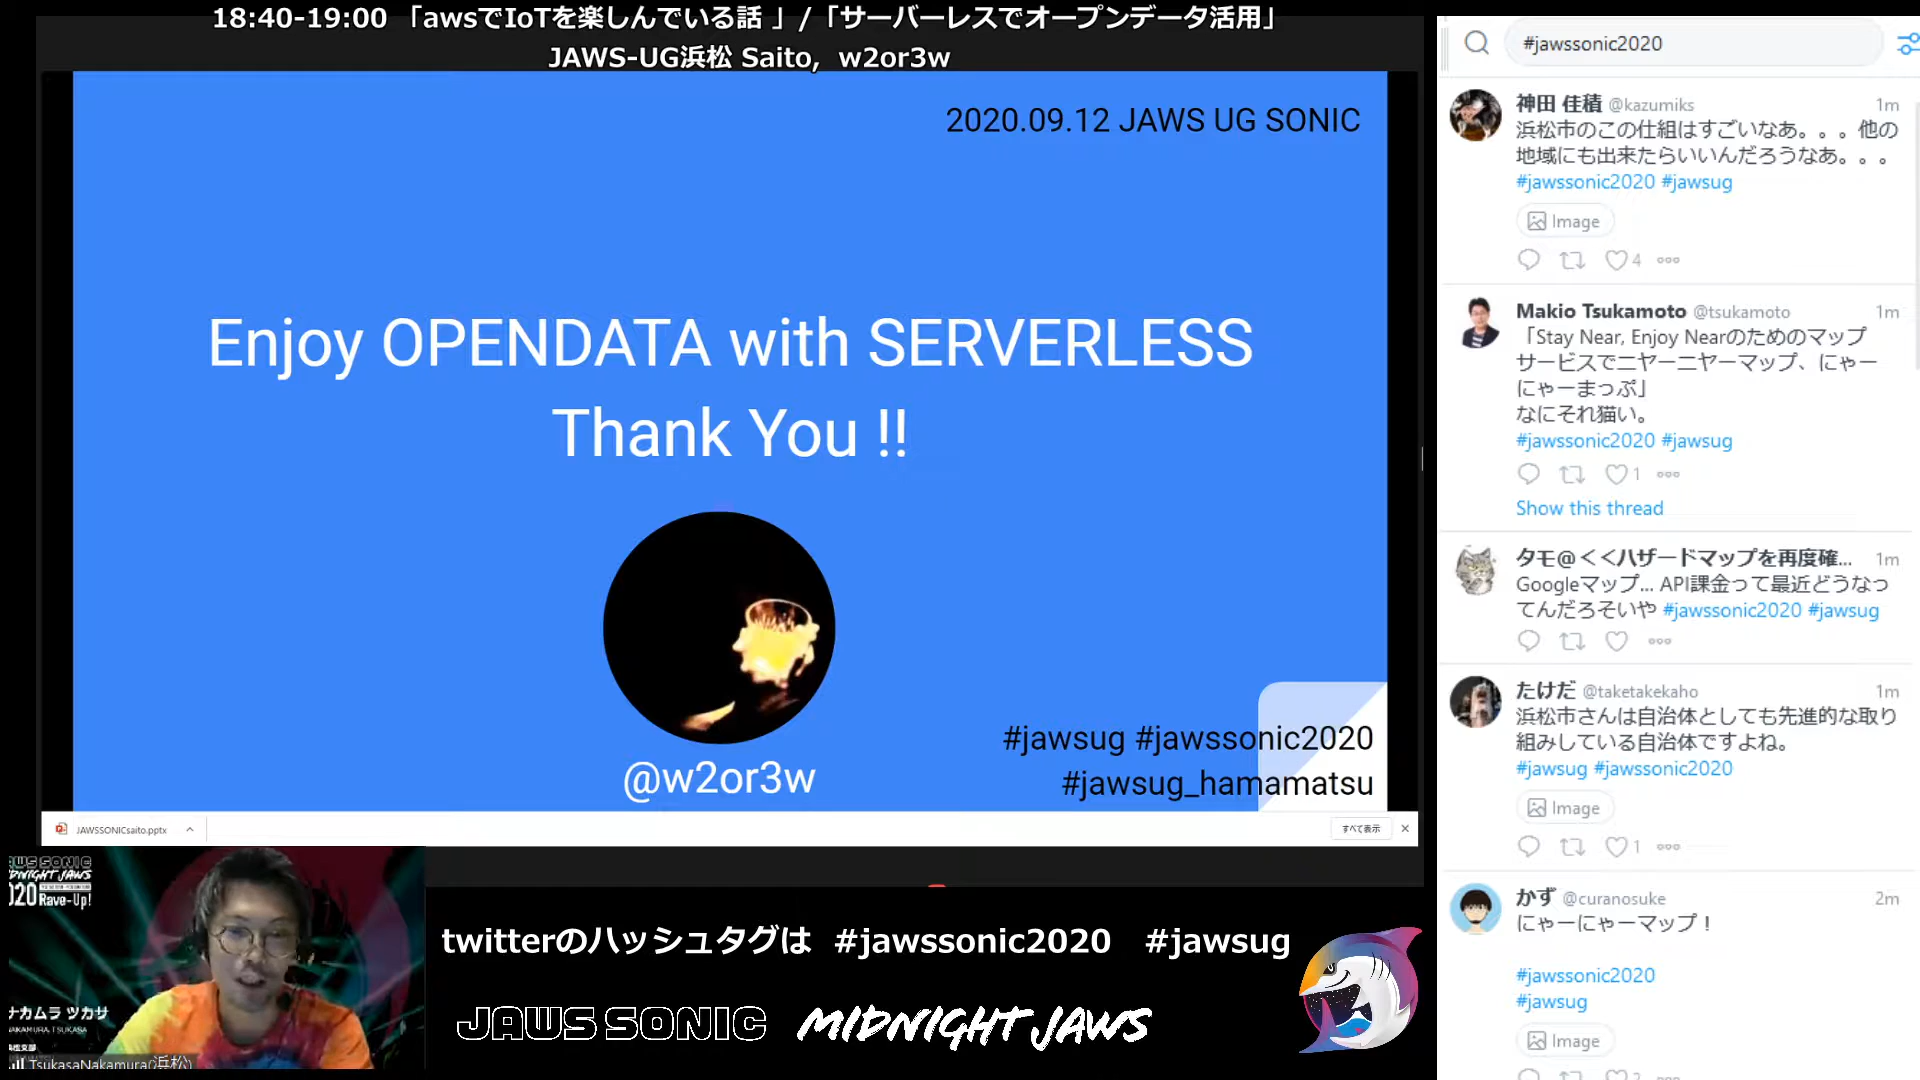 18:40-19:00 「awsでIoTを楽しんでいる話 」/「サーバーレスでオープンデータ活用」
JAWS-UG浜松 Saito, w2or3w
2020.09.12 JAWS UG SONIC
Enjoy OPENDATA with SERVERLESS
Thank You !!
@w2or3w
#jawsug #jawssonic2020
#jawsug_hamamatsu
JAWSSONICsaito.pptx
すべて表示
MIDNIGHT JAWS
Rave-Up!
ナカムラ ツカサ
NAKAMURA, TSUKASA
TsukasaNakamura(浜松)
twitterのハッシュタグは #jawssonic2020 #jawsug
JAWS SONIC MIDNIGHT JAWS
#jawssonic2020
神田 佳積 @kazumiks 1m
浜松市のこの仕組はすごいなあ。。。他の
地域にも出来たらいいんだろうなあ。。。
#jawssonic2020 #jawsug
Image
4
Makio Tsukamoto @tsukamoto 1m
「Stay Near, Enjoy Nearのためのマップ
サービスでニヤーニヤーマップ、にゃー
にゃーまっぷ」
なにそれ猫い。
#jawssonic2020 #jawsug
1
Show this thread
タモ@<<ハザードマップを再度確... 1m
Googleマップ... API課金って最近どうなっ
てんだろそいや #jawssonic2020 #jawsug
たけだ @taketakekaho 1m
浜松市さんは自治体としても先進的な取り
組みしている自治体ですよね。
#jawsug #jawssonic2020
Image
1
かず @curanosuke 2m
にゃーにゃーマップ！
#jawssonic2020
#jawsug
Image
2